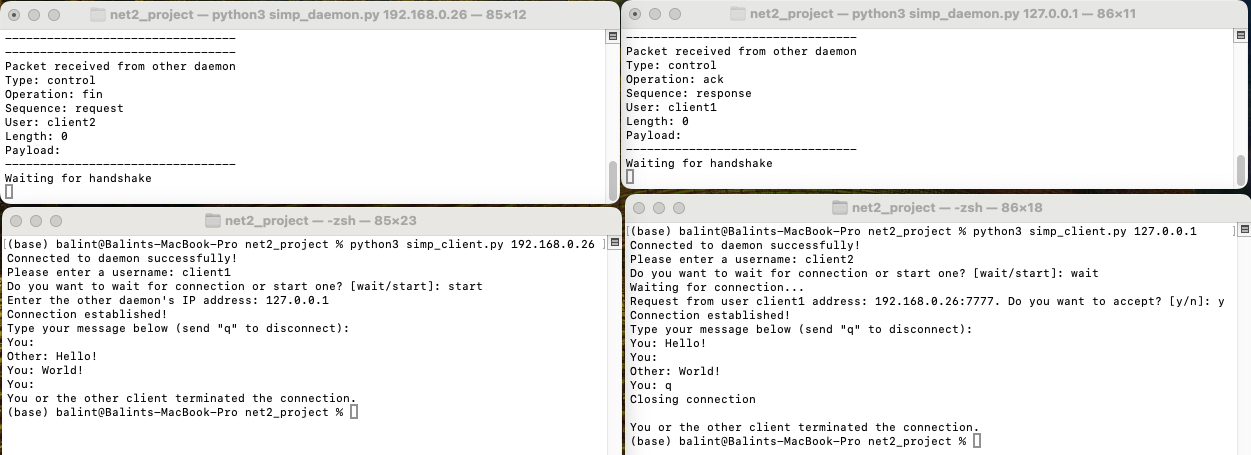 net2_project — python3 simp_daemon.py 192.168.0.26 — 85×12
---------------------------------
---------------------------------
Packet received from other daemon
Type: control
Operation: fin
Sequence: request
User: client2
Length: 0
Payload:
---------------------------------
Waiting for handshake
net2_project — python3 simp_daemon.py 127.0.0.1 — 86×11
---------------------------------
Packet received from other daemon
Type: control
Operation: ack
Sequence: response
User: client1
Length: 0
Payload:
---------------------------------
Waiting for handshake
net2_project — -zsh — 85×23
[(base) balint@Balints-MacBook-Pro net2_project % python3 simp_client.py 192.168.0.26 ]
Connected to daemon successfully!
Please enter a username: client1
Do you want to wait for connection or start one? [wait/start]: start
Enter the other daemon's IP address: 127.0.0.1
Connection established!
Type your message below (send "q" to disconnect):
You:
Other: Hello!
You: World!
You:
You or the other client terminated the connection.
(base) balint@Balints-MacBook-Pro net2_project %
net2_project — -zsh — 86×18
[(base) balint@Balints-MacBook-Pro net2_project % python3 simp_client.py 127.0.0.1 ]
Connected to daemon successfully!
Please enter a username: client2
Do you want to wait for connection or start one? [wait/start]: wait
Waiting for connection...
Request from user client1 address: 192.168.0.26:7777. Do you want to accept? [y/n]: y
Connection established!
Type your message below (send "q" to disconnect):
You: Hello!
You:
Other: World!
You: q
Closing connection
You or the other client terminated the connection.
(base) balint@Balints-MacBook-Pro net2_project %